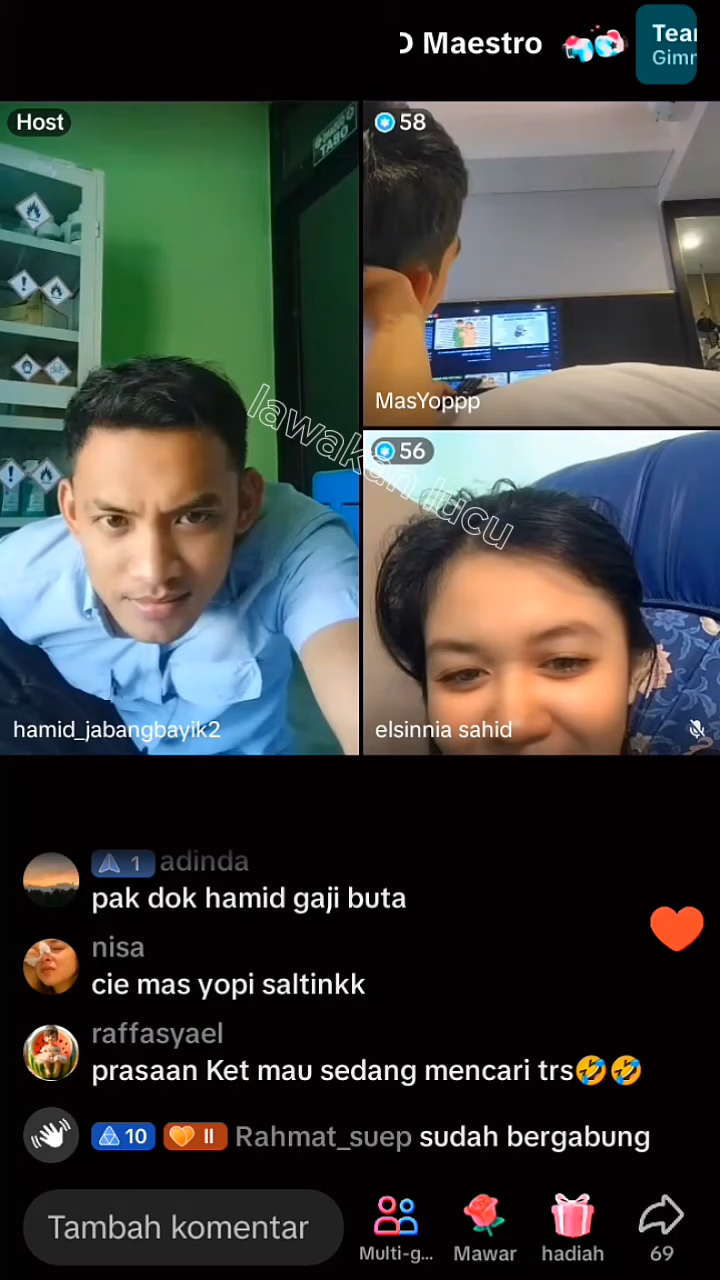 Maestro
Host
58
MasYoppp
56
lawakan lucu
hamid_jabangbayik2
elsinnia sahid
1 adinda
pak dok hamid gaji buta
nisa
cie mas yopi saltinkk
raffasyael
prasaan Ket mau sedang mencari trs🤣🤣
10 II Rahmat_suep sudah bergabung
Tambah komentar
Multi-g...
Mawar
hadiah
69